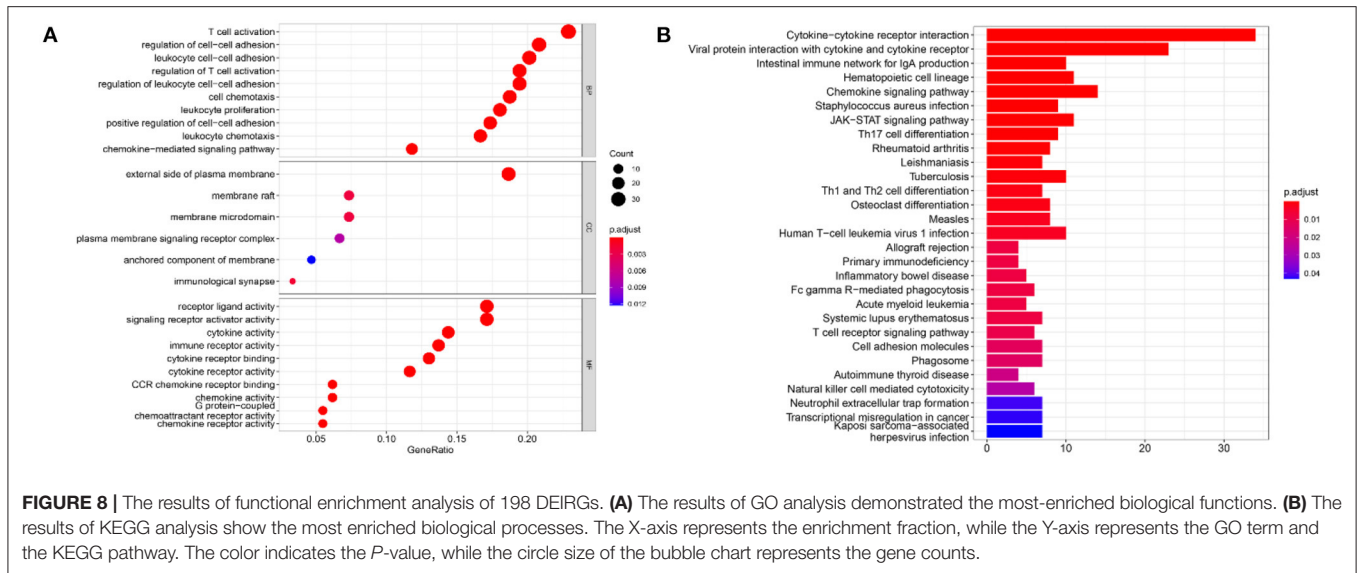 A
T cell activation
regulation of cell-cell adhesion
leukocyte cell-cell adhesion
regulation of T cell activation
regulation of leukocyte cell-cell adhesion
cell chemotaxis
leukocyte proliferation
positive regulation of cell-cell adhesion
leukocyte chemotaxis
chemokine-mediated signaling pathway
BP
external side of plasma membrane
membrane raft
membrane microdomain
plasma membrane signaling receptor complex
anchored component of membrane
immunological synapse
CC
receptor ligand activity
signaling receptor activator activity
cytokine activity
immune receptor activity
cytokine receptor binding
cytokine receptor activity
CCR chemokine receptor binding
chemokine activity
G protein-coupled
chemoattractant receptor activity
chemokine receptor activity
MF
0.05 0.10 0.15 0.20
GeneRatio
Count
10
20
30
p.adjust
0.003
0.006
0.009
0.012
B
Cytokine-cytokine receptor interaction
Viral protein interaction with cytokine and cytokine receptor
Intestinal immune network for IgA production
Hematopoietic cell lineage
Chemokine signaling pathway
Staphylococcus aureus infection
JAK-STAT signaling pathway
Th17 cell differentiation
Rheumatoid arthritis
Leishmaniasis
Tuberculosis
Th1 and Th2 cell differentiation
Osteoclast differentiation
Measles
Human T-cell leukemia virus 1 infection
Allograft rejection
Primary immunodeficiency
Inflammatory bowel disease
Fc gamma R-mediated phagocytosis
Acute myeloid leukemia
Systemic lupus erythematosus
T cell receptor signaling pathway
Cell adhesion molecules
Phagosome
Autoimmune thyroid disease
Natural killer cell mediated cytotoxicity
Neutrophil extracellular trap formation
Transcriptional misregulation in cancer
Kaposi sarcoma-associated
herpesvirus infection
0 10 20 30
p.adjust
0.01
0.02
0.03
0.04
FIGURE 8 | The results of functional enrichment analysis of 198 DEIRGs. (A) The results of GO analysis demonstrated the most-enriched biological functions. (B) The
results of KEGG analysis show the most enriched biological processes. The X-axis represents the enrichment fraction, while the Y-axis represents the GO term and
the KEGG pathway. The color indicates the P-value, while the circle size of the bubble chart represents the gene counts.